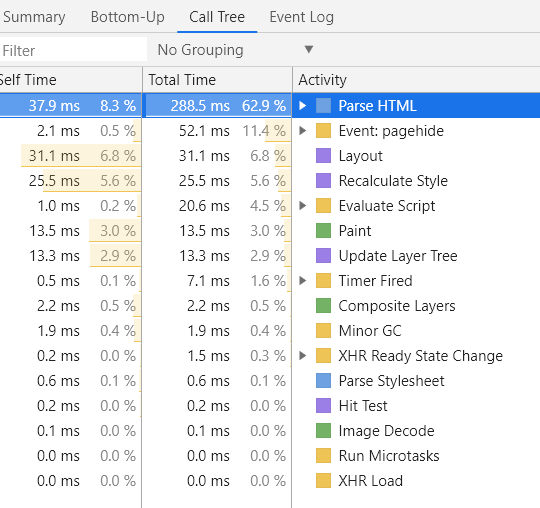 Summary Bottom-Up Call Tree Event Log
Filter No Grouping ▼
Self Time Total Time Activity
37.9 ms 8.3 % 288.5 ms 62.9 % Parse HTML
2.1 ms 0.5 % 52.1 ms 11.4 % Event: pagehide
31.1 ms 6.8 % 31.1 ms 6.8 % Layout
25.5 ms 5.6 % 25.5 ms 5.6 % Recalculate Style
1.0 ms 0.2 % 20.6 ms 4.5 % Evaluate Script
13.5 ms 3.0 % 13.5 ms 3.0 % Paint
13.3 ms 2.9 % 13.3 ms 2.9 % Update Layer Tree
0.5 ms 0.1 % 7.1 ms 1.6 % Timer Fired
2.2 ms 0.5 % 2.2 ms 0.5 % Composite Layers
1.9 ms 0.4 % 1.9 ms 0.4 % Minor GC
0.2 ms 0.0 % 1.5 ms 0.3 % XHR Ready State Change
0.6 ms 0.1 % 0.6 ms 0.1 % Parse Stylesheet
0.2 ms 0.0 % 0.2 ms 0.0 % Hit Test
0.1 ms 0.0 % 0.1 ms 0.0 % Image Decode
0.0 ms 0.0 % 0.0 ms 0.0 % Run Microtasks
0.0 ms 0.0 % 0.0 ms 0.0 % XHR Load